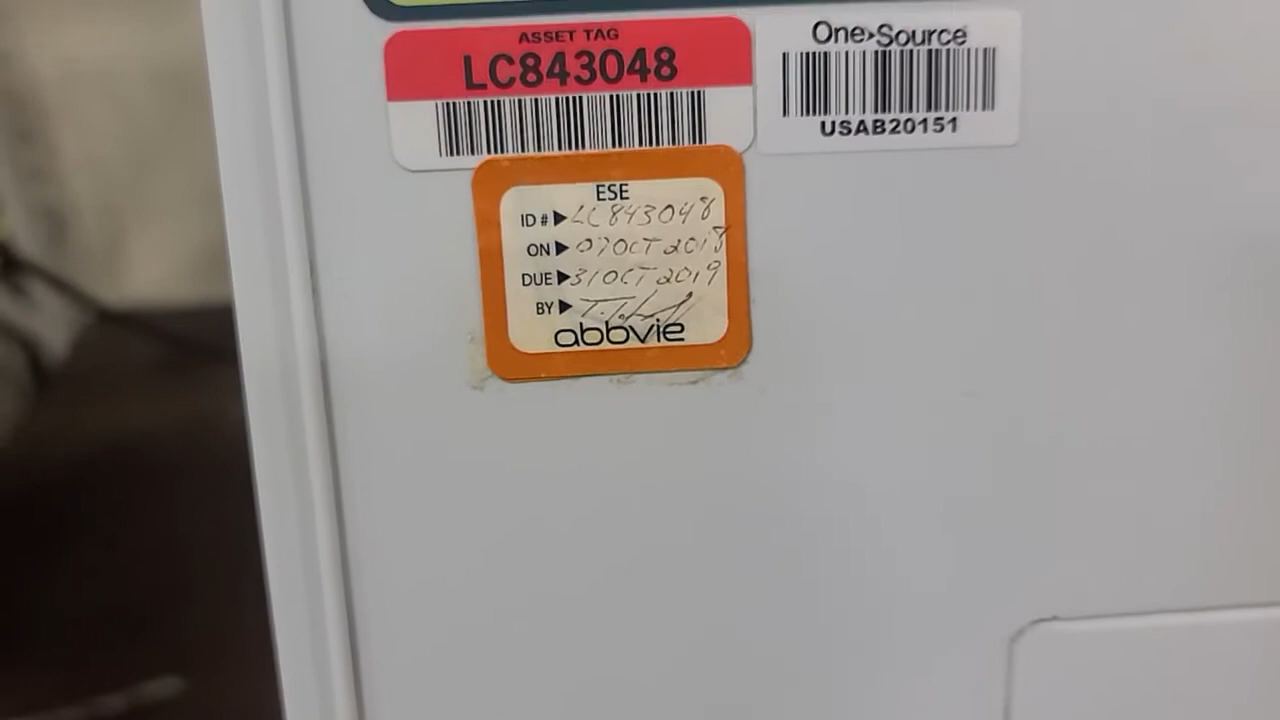 ASSET TAG
LC843048
One▸Source
USAB20151
ESE
ID # ▶ LC843048
ON ▶ 07OCT2018
DUE ▶ 31OCT2019
BY ▶
abbvie